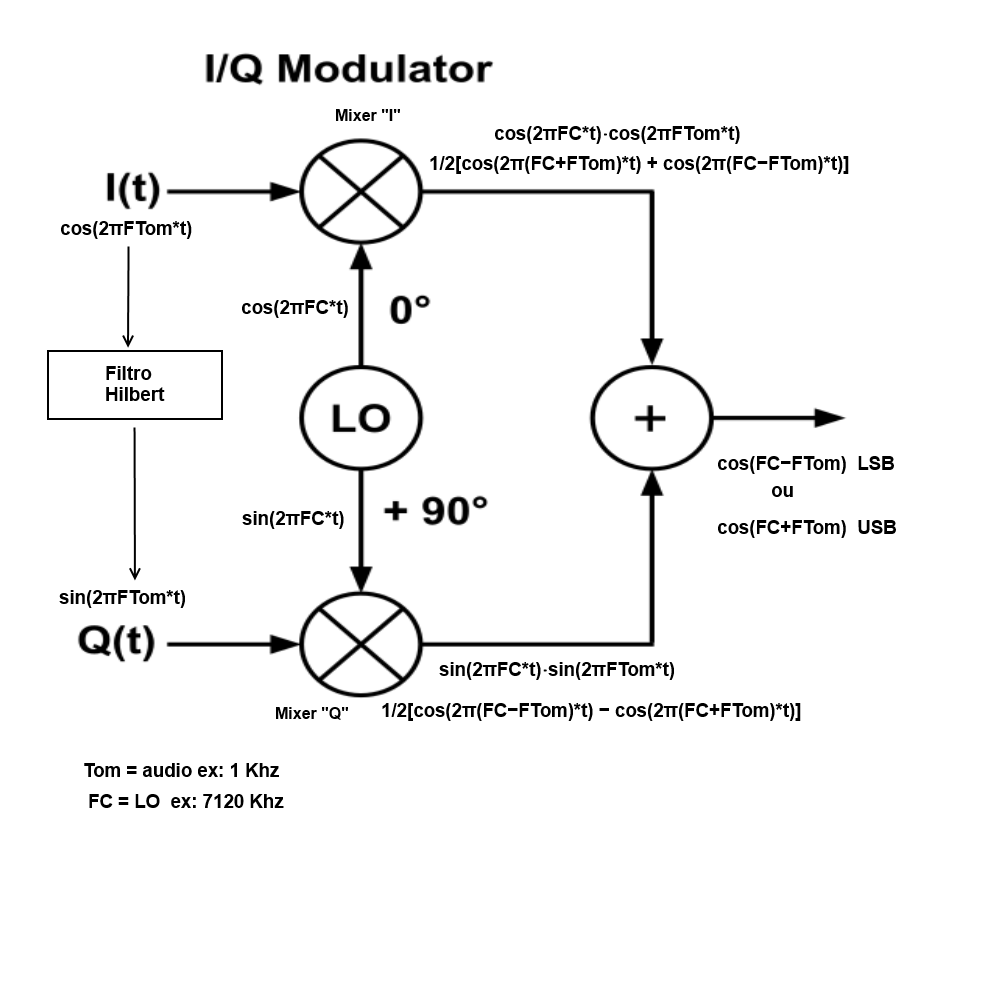 I/Q Modulator
Mixer "I"
cos(2πFC*t)·cos(2πFTom*t)
1/2[cos(2π(FC+FTom)*t) + cos(2π(FC−FTom)*t)]
I(t)
cos(2πFTom*t)
cos(2πFC*t)
0°
Filtro
Hilbert
LO
+
cos(FC−FTom) LSB
ou
cos(FC+FTom) USB
sin(2πFC*t)
+ 90°
sin(2πFTom*t)
Q(t)
sin(2πFC*t)·sin(2πFTom*t)
Mixer "Q"
1/2[cos(2π(FC−FTom)*t) − cos(2π(FC+FTom)*t)]
Tom = audio ex: 1 Khz
FC = LO ex: 7120 Khz